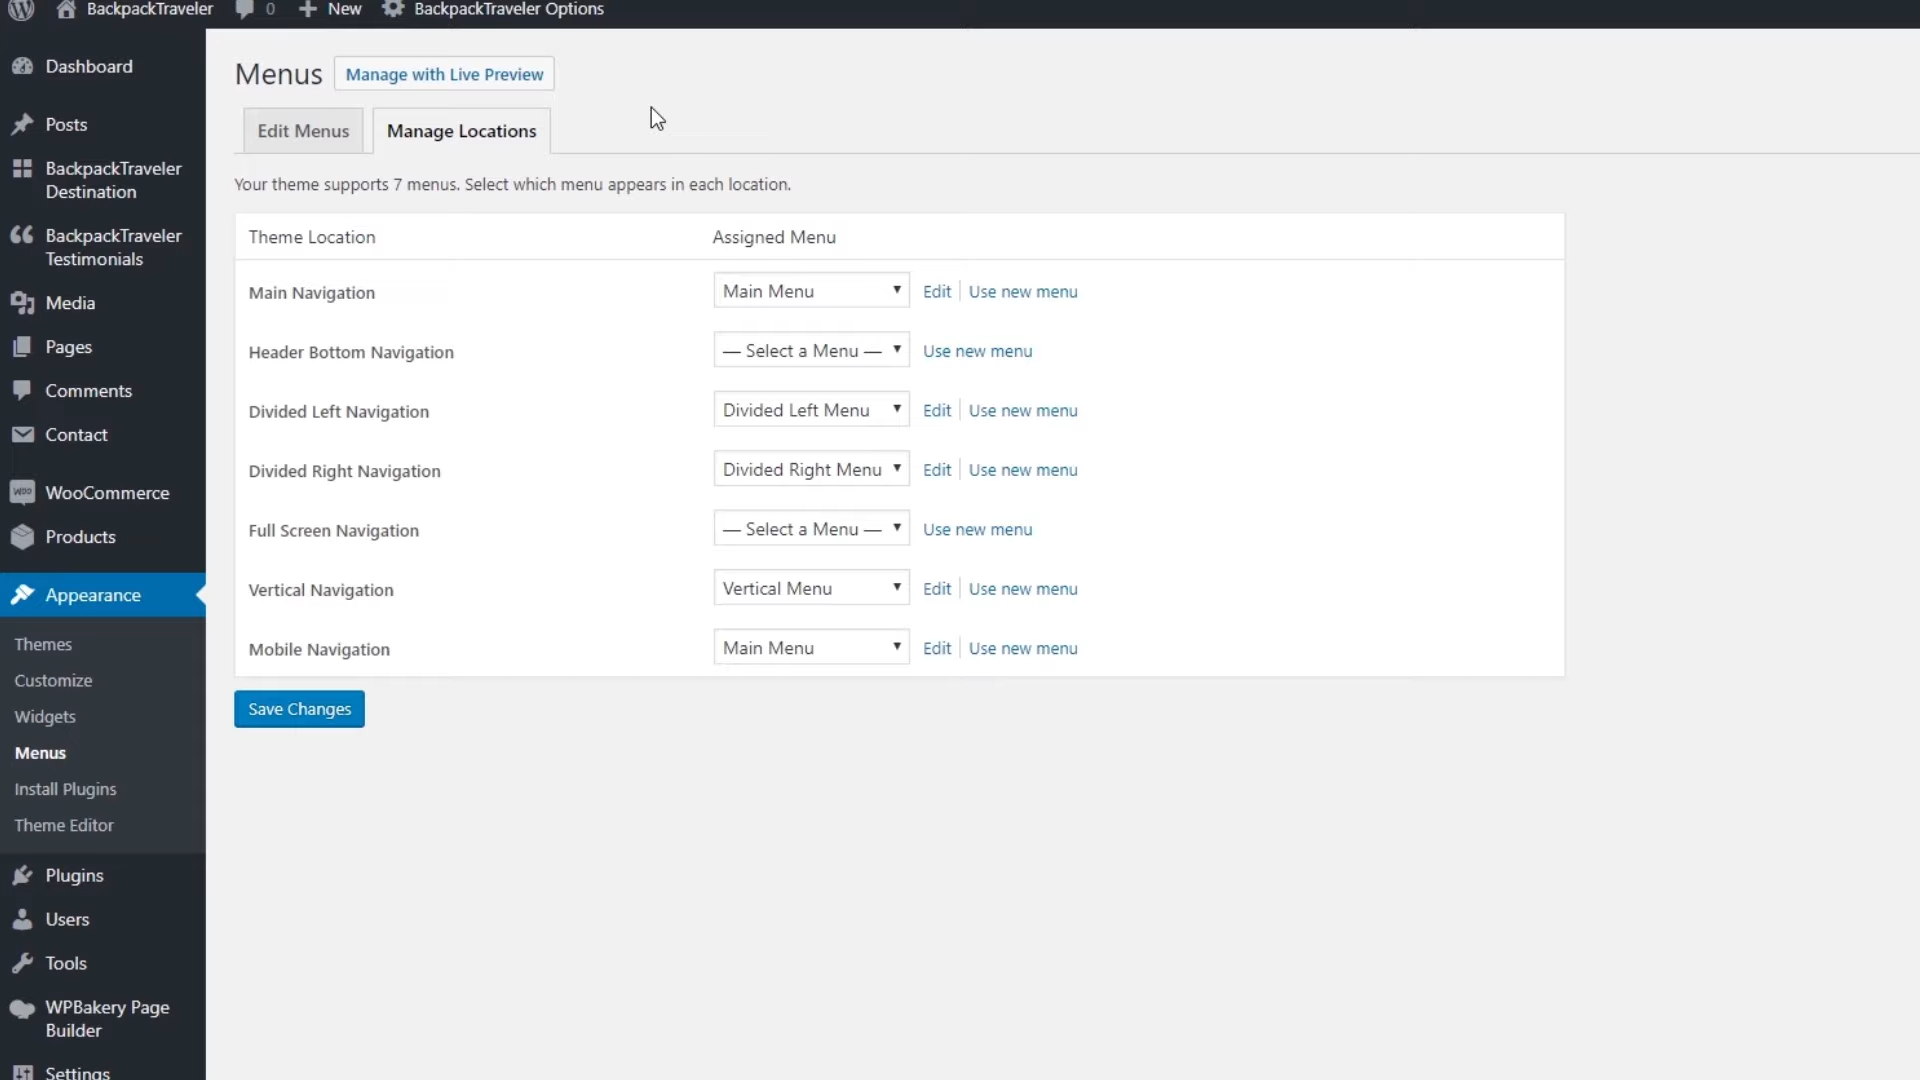 BackpackTraveler 0 New BackpackTraveler Options
Dashboard
Posts
BackpackTraveler
Destination
BackpackTraveler
Testimonials
Media
Pages
Comments
Contact
WOO WooCommerce
Products
Appearance
Themes
Customize
Widgets
Menus
Install Plugins
Theme Editor
Plugins
Users
Tools
WPBakery Page
Builder
Settings
Menus Manage with Live Preview
Edit Menus Manage Locations
Your theme supports 7 menus. Select which menu appears in each location.
Theme Location Assigned Menu
Main Navigation Main Menu Edit Use new menu
Header Bottom Navigation — Select a Menu — Use new menu
Divided Left Navigation Divided Left Menu Edit Use new menu
Divided Right Navigation Divided Right Menu Edit Use new menu
Full Screen Navigation — Select a Menu — Use new menu
Vertical Navigation Vertical Menu Edit Use new menu
Mobile Navigation Main Menu Edit Use new menu
Save Changes